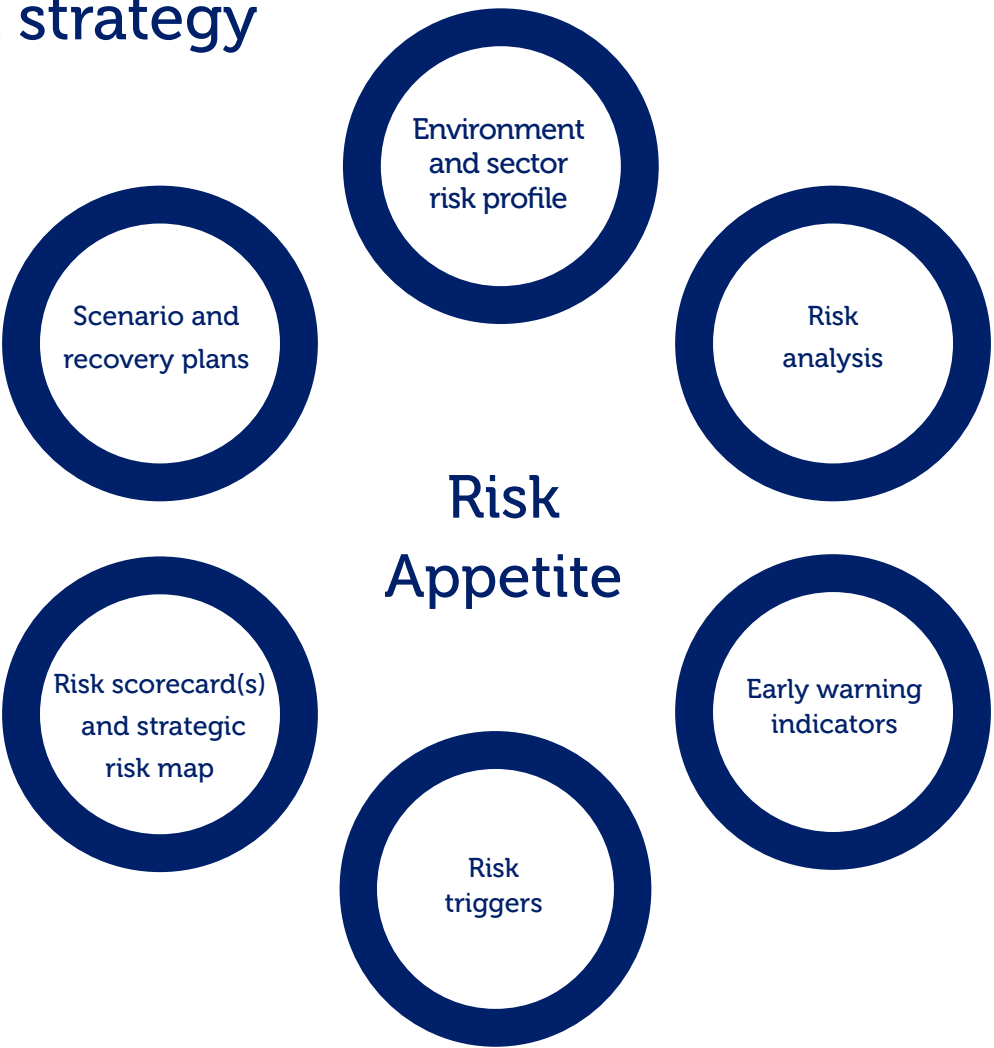 strategy
Environment
and sector
risk profile
Scenario and
recovery plans
Risk
analysis
Risk
Appetite
Risk scorecard(s)
and strategic
risk map
Early warning
indicators
Risk
triggers